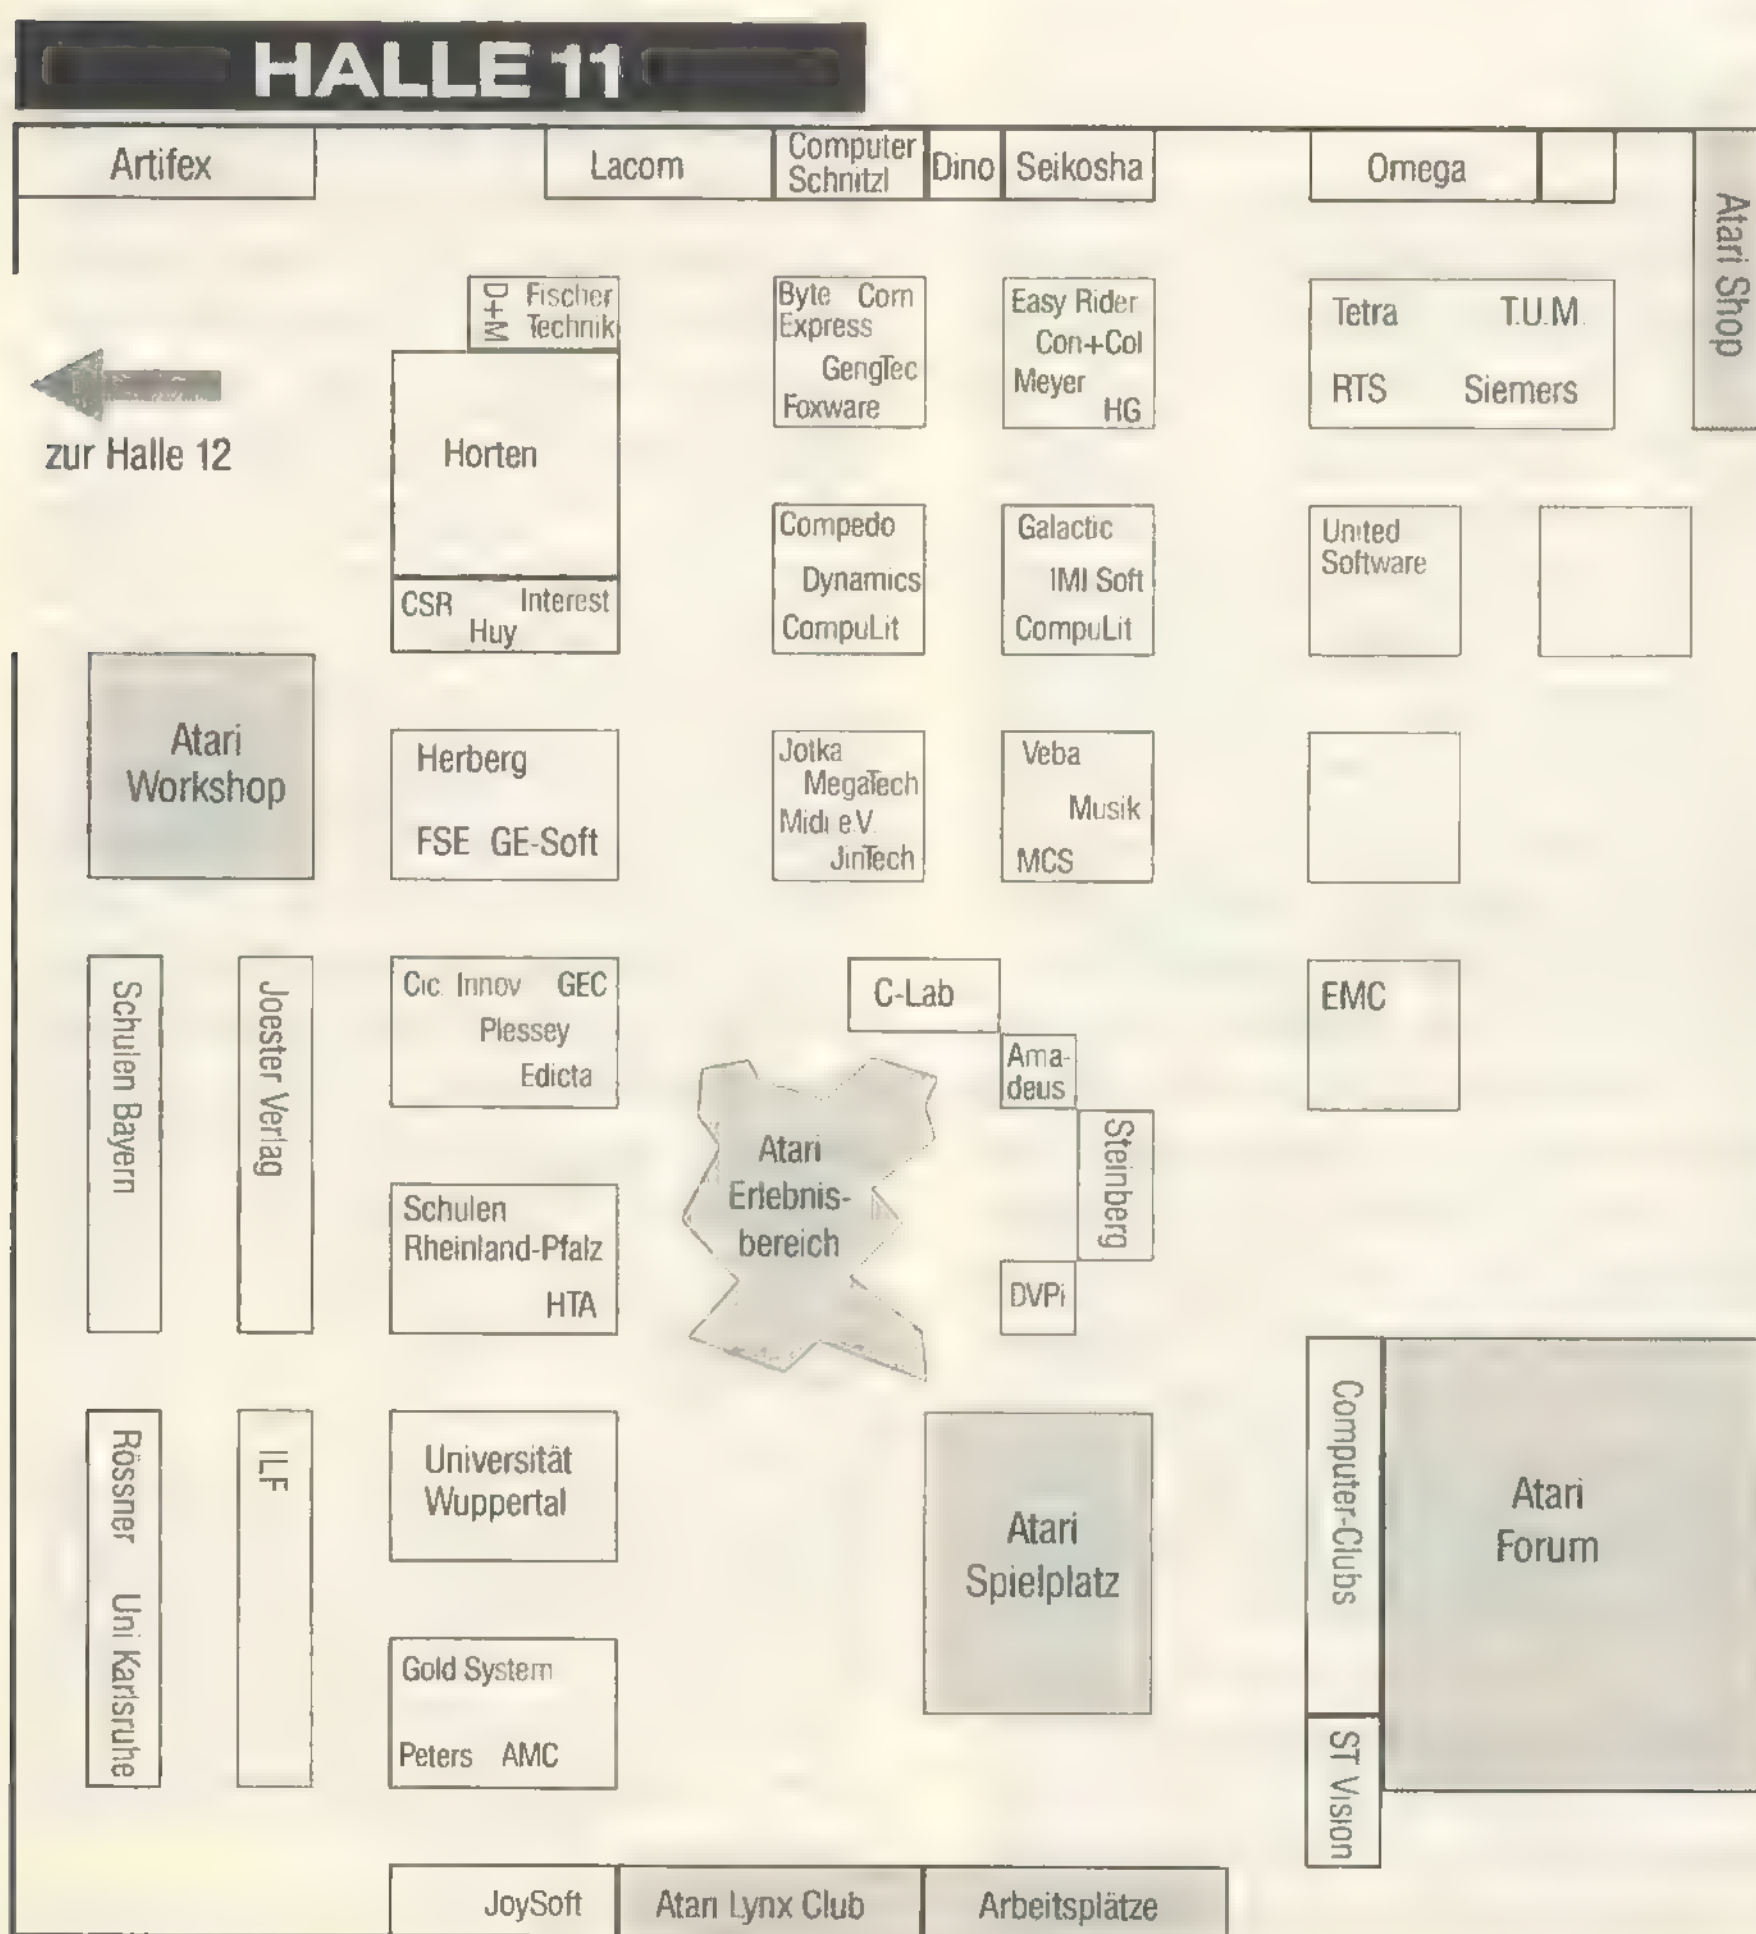 HALLE 11
Artifex
Lacom
Computer
Schnitzl
Dino
Seikosha
Omega
Atari Shop
D+M
Fischer
Technik
Byte Com
Express
GengTec
Foxware
Easy Rider
Con+Col
Meyer
HG
Tetra T.U.M.
RTS Siemers
zur Halle 12
Horten
CSR Interest
Huy
Compedo
Dynamics
CompuLit
Galactic
IMI Soft
CompuLit
United
Software
Atari
Workshop
Herberg
FSE GE-Soft
Jotka
MegaTech
Midi e.V.
JinTech
Veba
Musik
MCS
Schulen Bayern
Joester Verlag
Cic. Innov GEC
Plessey
Edicta
C-Lab
Ama-
deus
Steinberg
DVPi
EMC
Atari
Erlebnis-
bereich
Schulen
Rheinland-Pfalz
HTA
Rössner Uni Karlsruhe
ILF
Universität
Wuppertal
Atari
Spielplatz
Computer-Clubs
ST Vision
Atari
Forum
Gold System
Peters AMC
JoySoft
Atari Lynx Club
Arbeitsplätze